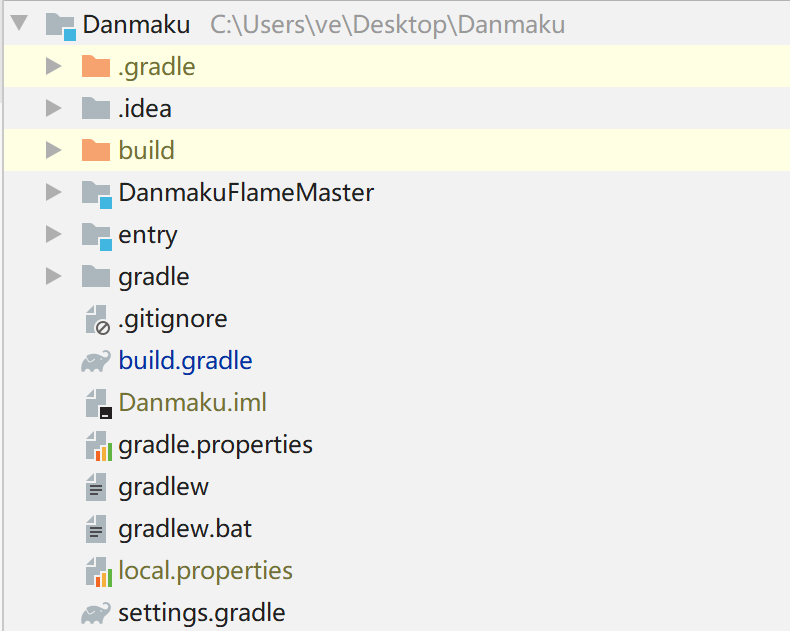 Danmaku C:\Users\ve\Desktop\Danmaku
.gradle
.idea
build
DanmakuFlameMaster
entry
gradle
.gitignore
build.gradle
Danmaku.iml
gradle.properties
gradlew
gradlew.bat
local.properties
settings.gradle